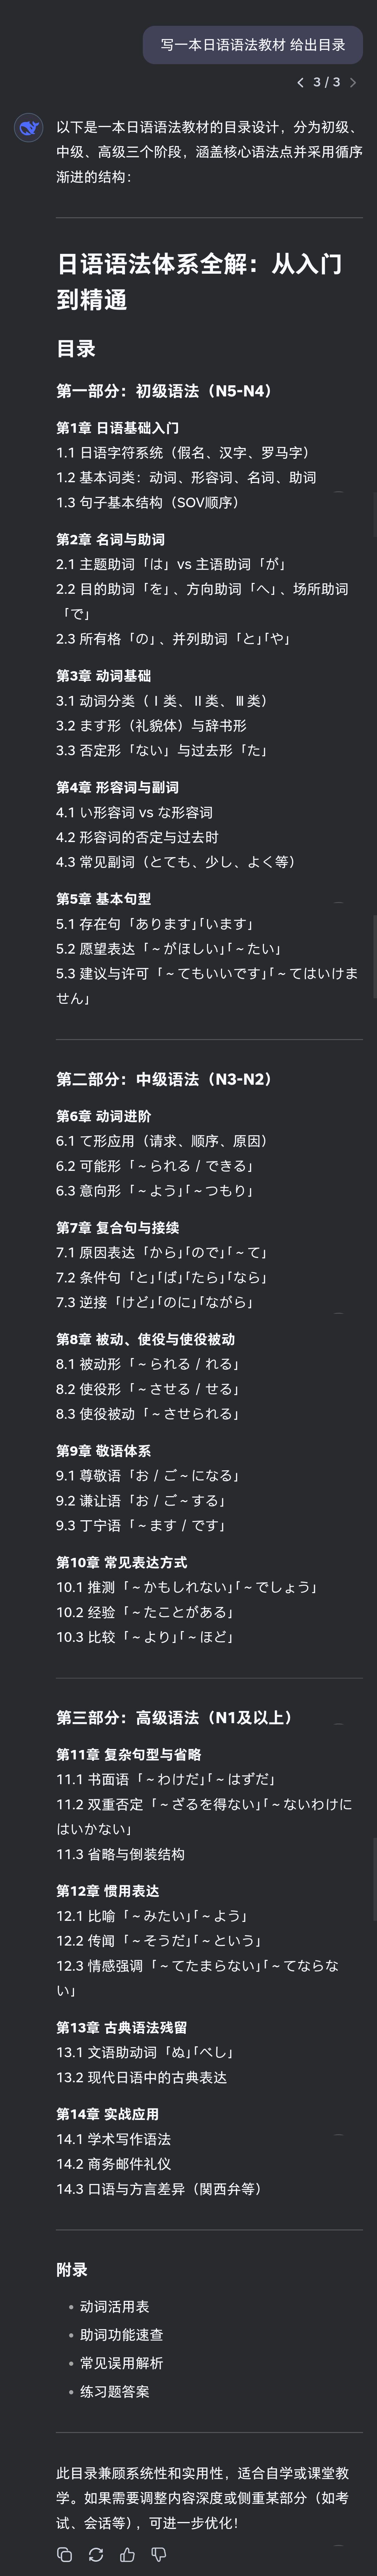 写一本日语语法教材 给出目录
3 / 3
以下是一本日语语法教材的目录设计，分为初级、
中级、高级三个阶段，涵盖核心语法点并采用循序
渐进的结构：
日语语法体系全解：从入门
到精通
目录
第一部分：初级语法（N5-N4）
第1章 日语基础入门
1.1 日语字符系统（假名、汉字、罗马字）
1.2 基本词类：动词、形容词、名词、助词
1.3 句子基本结构（SOV顺序）
第2章 名词与助词
2.1 主题助词「は」vs 主语助词「が」
2.2 目的助词「を」、方向助词「へ」、场所助词
「で」
2.3 所有格「の」、并列助词「と」「や」
第3章 动词基础
3.1 动词分类（Ⅰ类、Ⅱ类、Ⅲ类）
3.2 ます形（礼貌体）与辞书形
3.3 否定形「ない」与过去形「た」
第4章 形容词与副词
4.1 い形容词 vs な形容词
4.2 形容词的否定与过去时
4.3 常见副词（とても、少し、よく等）
第5章 基本句型
5.1 存在句「あります」「います」
5.2 愿望表达「～がほしい」「～たい」
5.3 建议与许可「～てもいいです」「～てはいけま
せん」
第二部分：中级语法（N3-N2）
第6章 动词进阶
6.1 て形应用（请求、顺序、原因）
6.2 可能形「～られる / できる」
6.3 意向形「～よう」「～つもり」
第7章 复合句与接续
7.1 原因表达「から」「ので」「～て」
7.2 条件句「と」「ば」「たら」「なら」
7.3 逆接「けど」「のに」「ながら」
第8章 被动、使役与使役被动
8.1 被动形「～られる / れる」
8.2 使役形「～させる / せる」
8.3 使役被动「～させられる」
第9章 敬语体系
9.1 尊敬语「お / ご～になる」
9.2 谦让语「お / ご～する」
9.3 丁宁语「～ます / です」
第10章 常见表达方式
10.1 推测「～かもしれない」「～でしょう」
10.2 经验「～たことがある」
10.3 比较「～より」「～ほど」
第三部分：高级语法（N1及以上）
第11章 复杂句型与省略
11.1 书面语「～わけだ」「～はずだ」
11.2 双重否定「～ざるを得ない」「～ないわけに
はいかない」
11.3 省略与倒装结构
第12章 惯用表达
12.1 比喻「～みたい」「～よう」
12.2 传闻「～そうだ」「～という」
12.3 情感强调「～てたまらない」「～てならな
い」
第13章 古典语法残留
13.1 文语助动词「ぬ」「べし」
13.2 现代日语中的古典表达
第14章 实战应用
14.1 学术写作语法
14.2 商务邮件礼仪
14.3 口语与方言差异（関西弁等）
附录
• 动词活用表
• 助词功能速查
• 常见误用解析
• 练习题答案
此目录兼顾系统性和实用性，适合自学或课堂教
学。如果需要调整内容深度或侧重某部分（如考
试、会话等），可进一步优化！